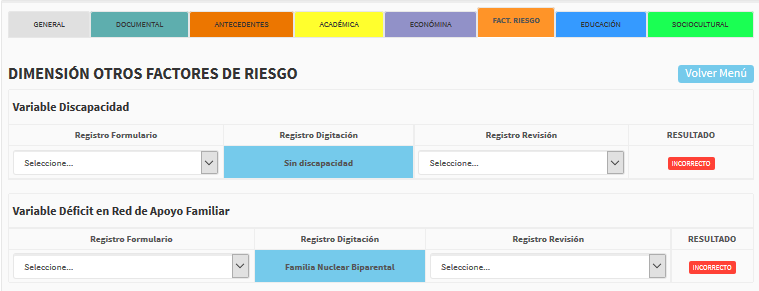 GENERAL DOCUMENTAL ANTECEDENTES ACADÉMICA ECONÓMINA FACT. RIESGO EDUCACIÓN SOCIOCULTURAL
DIMENSIÓN OTROS FACTORES DE RIESGO Volver Menú
Variable Discapacidad
Registro Formulario Registro Digitación Registro Revisión RESULTADO
Seleccione... Sin discapacidad Seleccione... INCORRECTO
Variable Déficit en Red de Apoyo Familiar
Registro Formulario Registro Digitación Registro Revisión RESULTADO
Seleccione... Familia Nuclear Biparental Seleccione... INCORRECTO